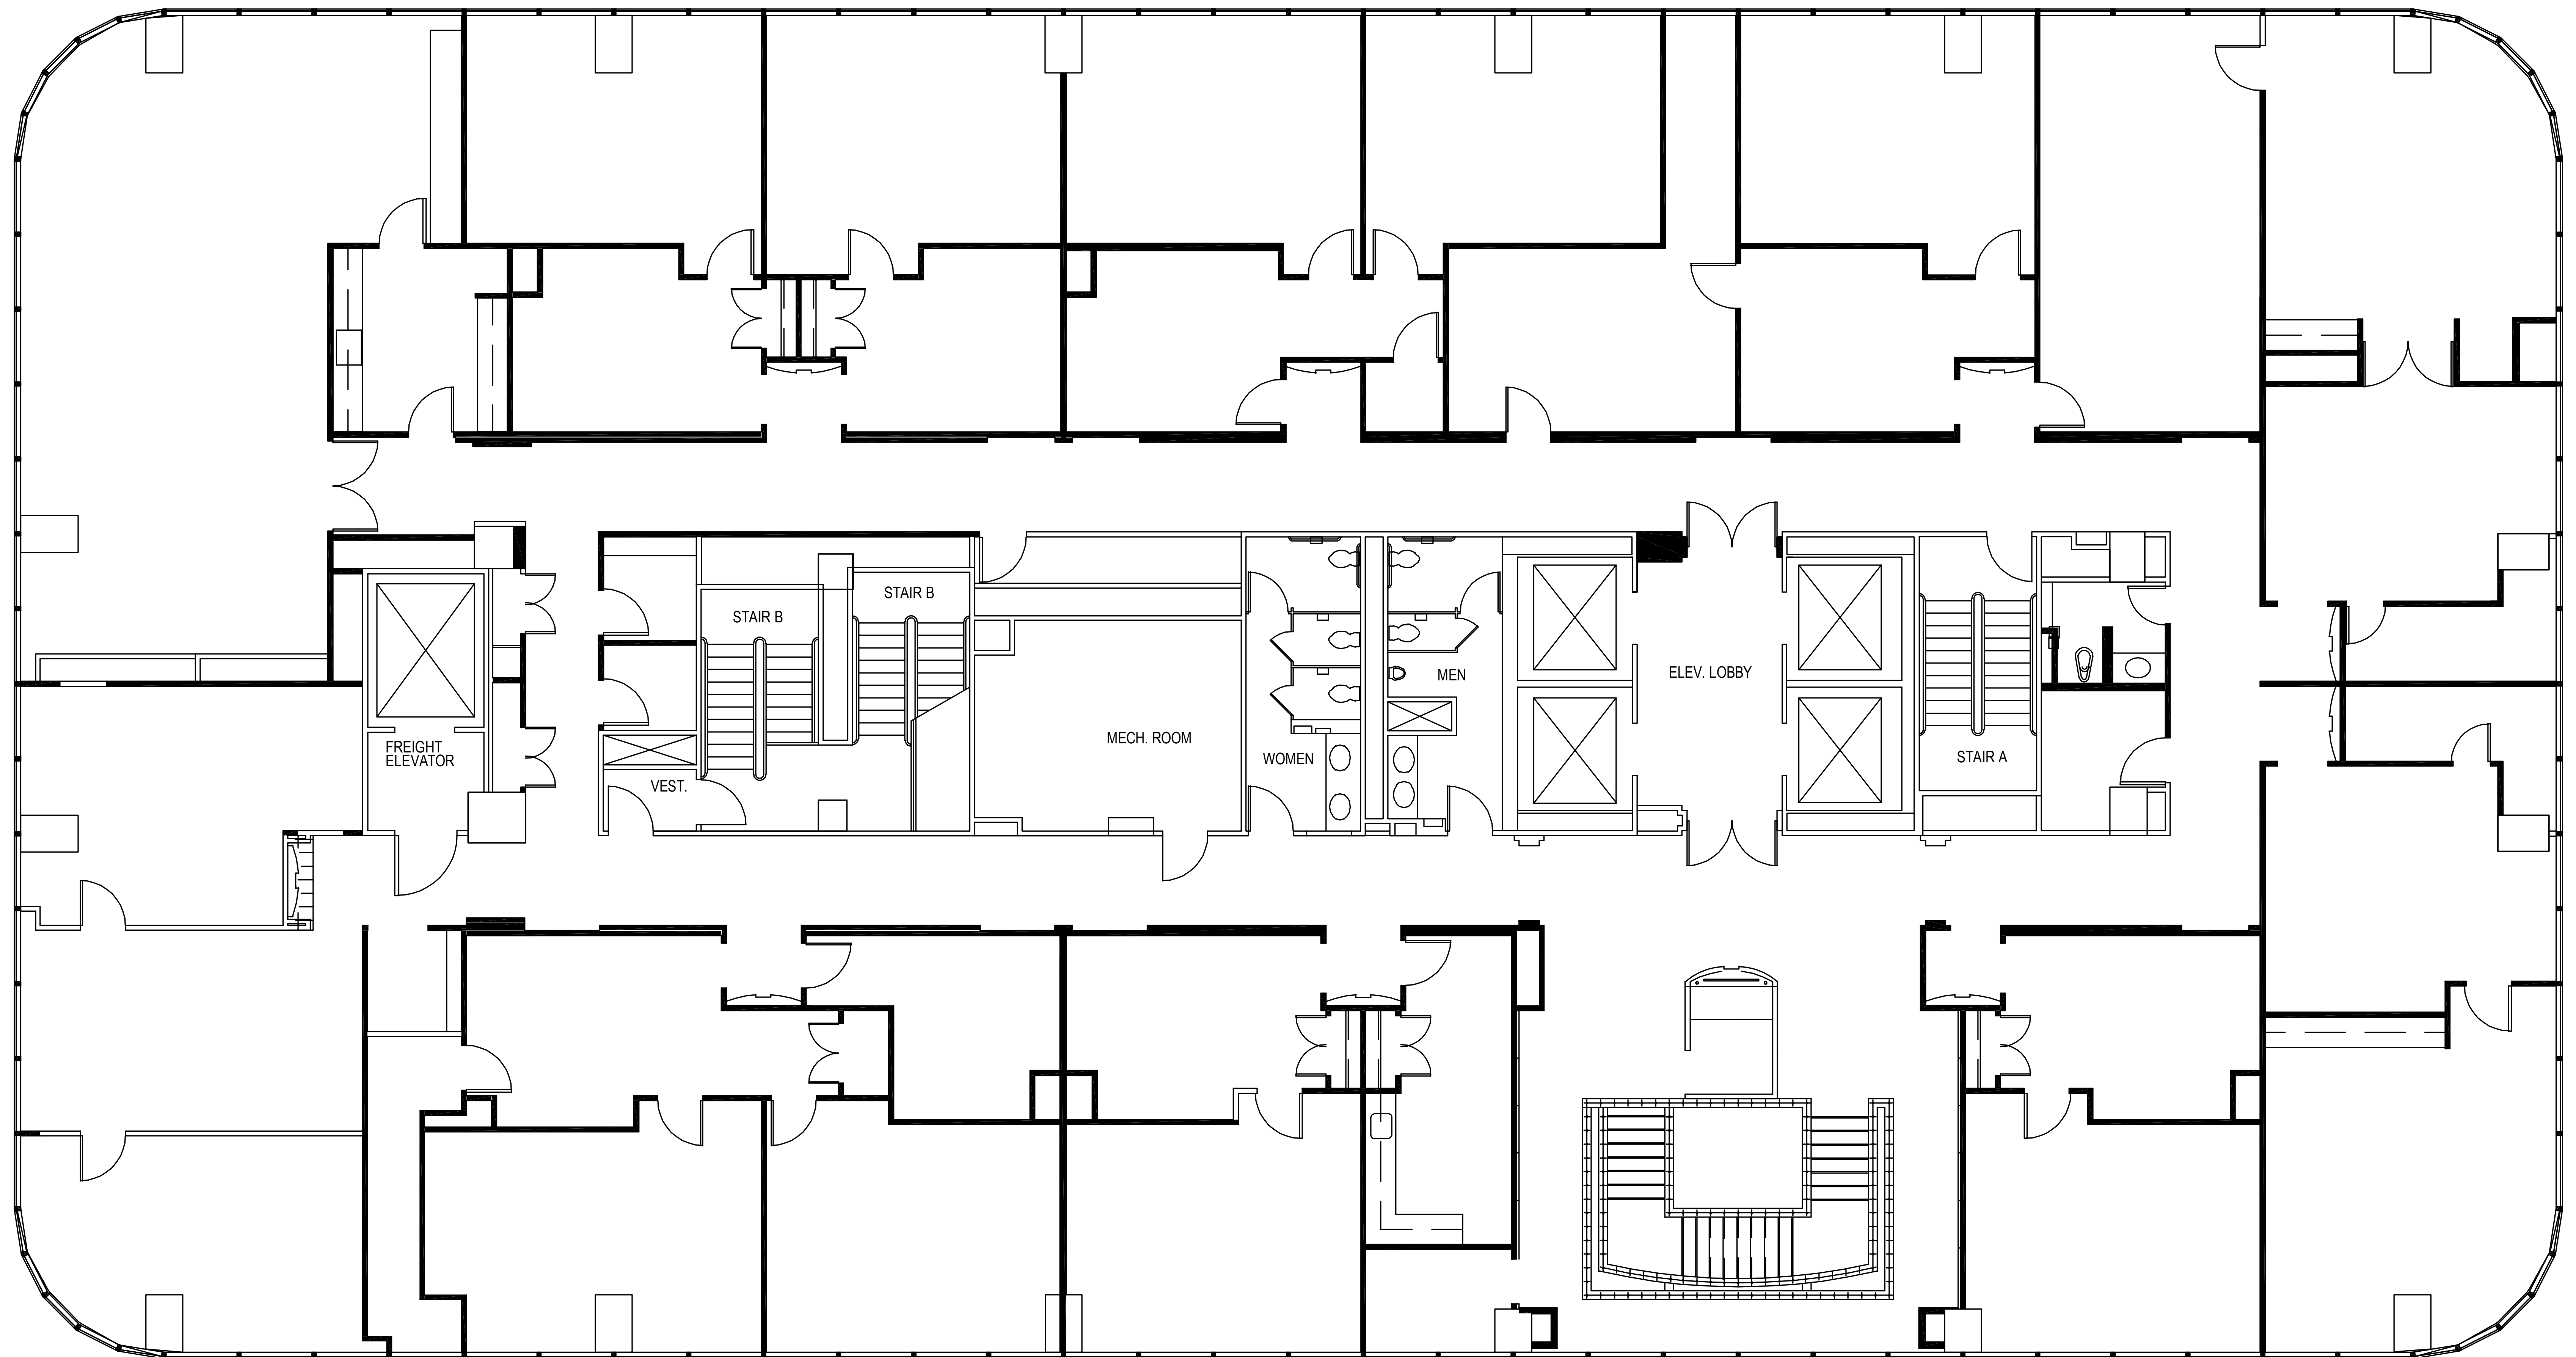 STAIR B
STAIR B
ELEV. LOBBY
MEN
MECH. ROOM
FREIGHT
ELEVATOR
WOMEN
STAIR A
VEST.